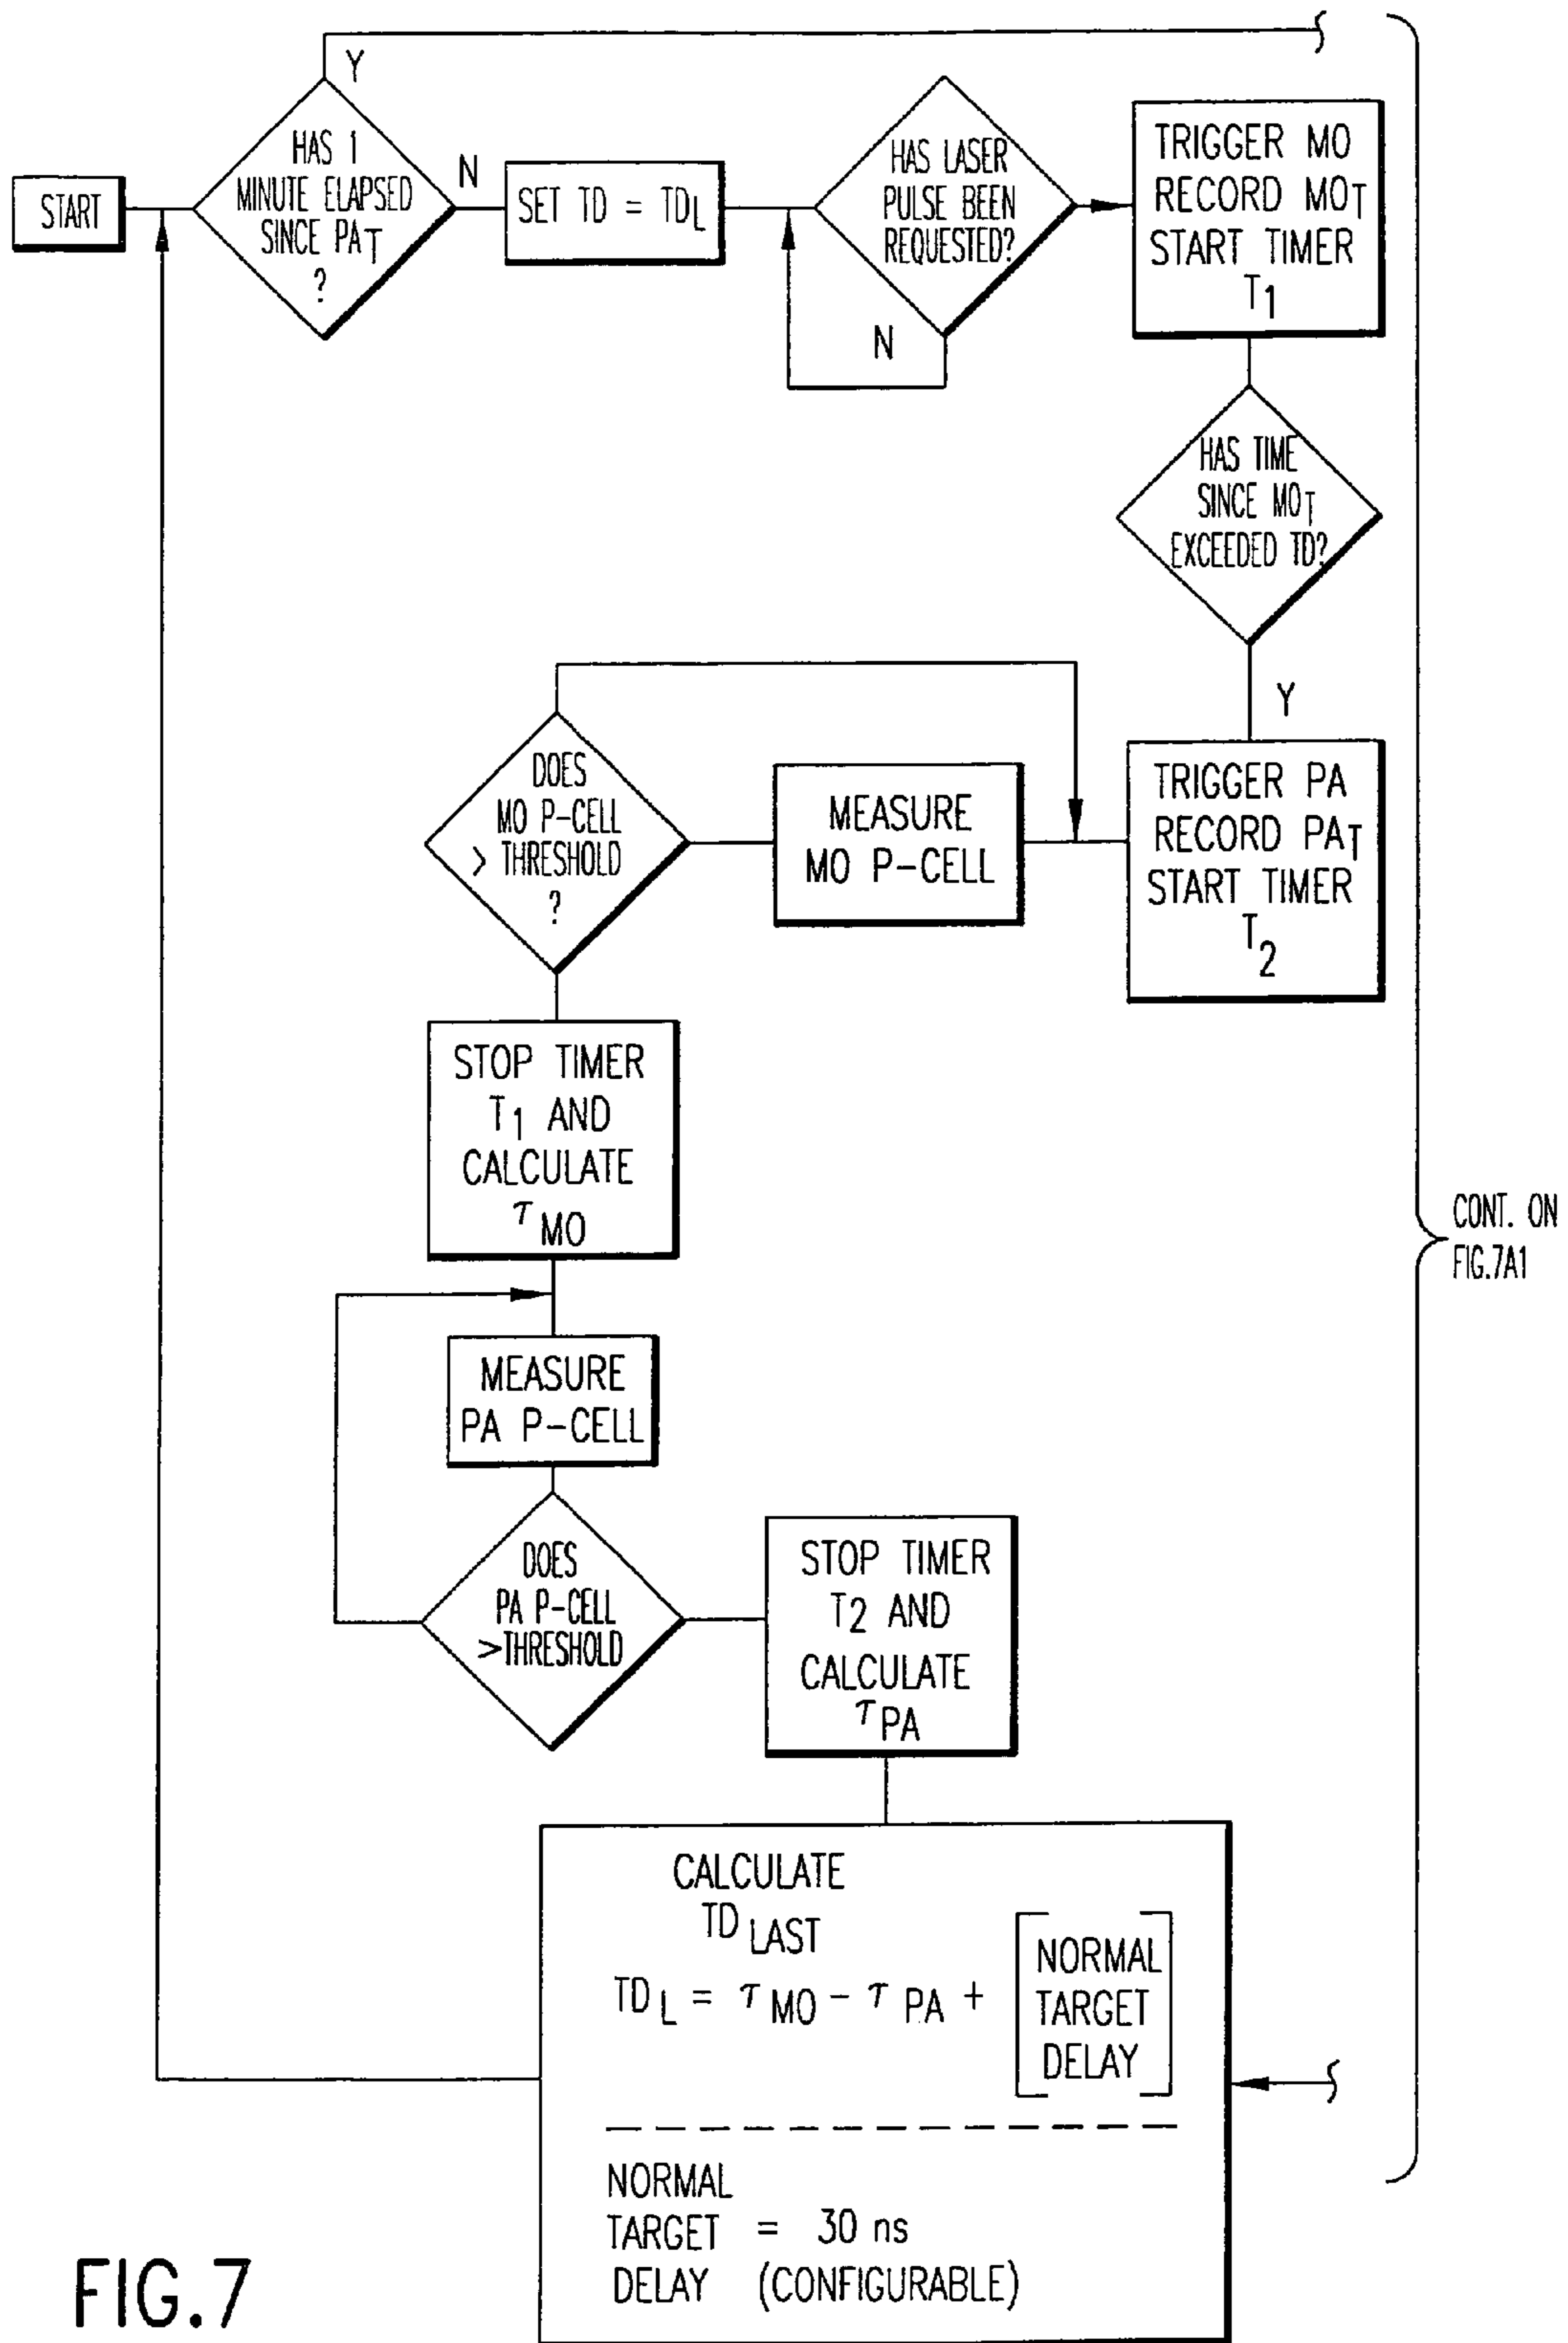 Y
HAS 1
MINUTE ELAPSED
SINCE PAT
?
START
N
SET TD = TDL
HAS LASER
PULSE BEEN
REQUESTED?
N
TRIGGER MO
RECORD MOT
START TIMER
T1
HAS TIME
SINCE MOT
EXCEEDED TD?
Y
TRIGGER PA
RECORD PAT
START TIMER
T2
MEASURE
MO P-CELL
DOES
MO P-CELL
> THRESHOLD
?
STOP TIMER
T1 AND
CALCULATE
τMO
MEASURE
PA P-CELL
DOES
PA P-CELL
>THRESHOLD
STOP TIMER
T2 AND
CALCULATE
τPA
CALCULATE
TD LAST
TDL = τMO - τPA + [NORMAL
TARGET
DELAY]
NORMAL
TARGET = 30 ns
DELAY (CONFIGURABLE)
CONT. ON
FIG.7A1
FIG.7